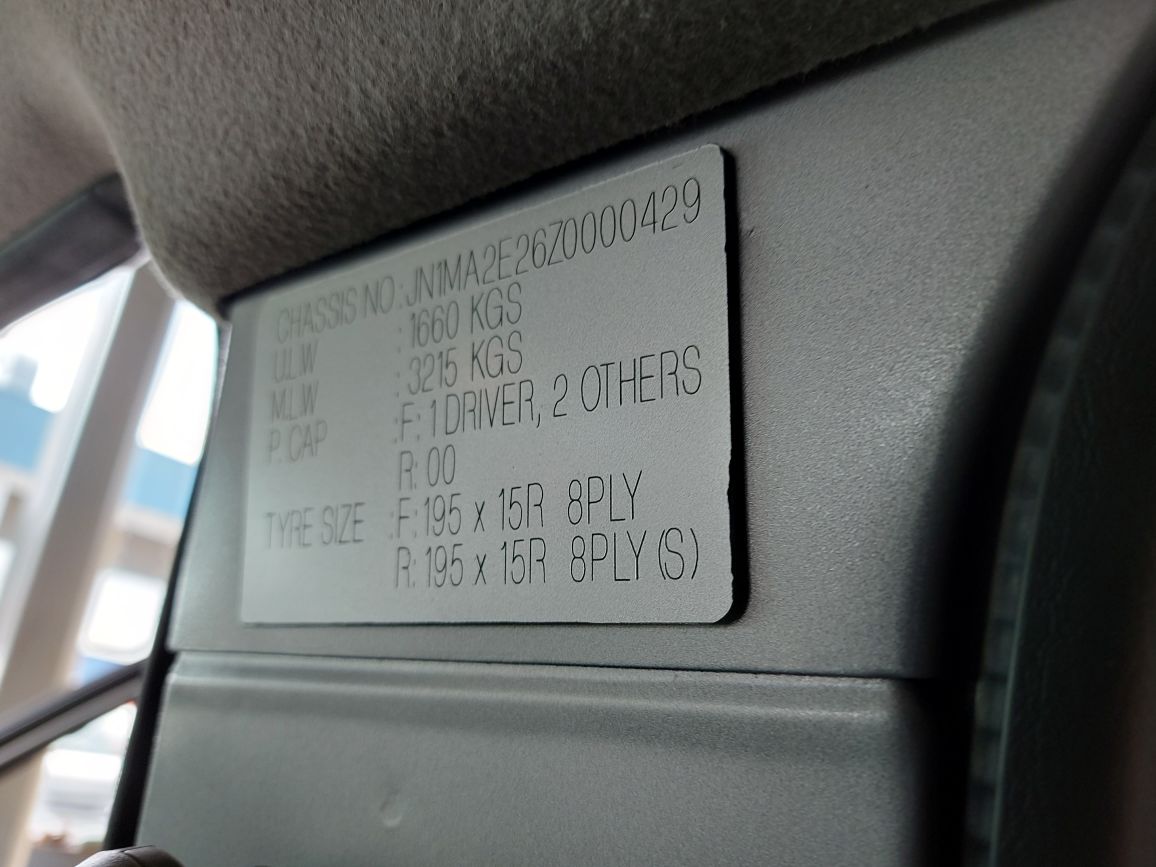 CHASSIS NO : JN1MA2E26Z0000429
U.L.W : 1660 KGS
M.L.W : 3215 KGS
P. CAP : F: 1 DRIVER, 2 OTHERS
R: 00
TYRE SIZE : F: 195 x 15R 8PLY
R: 195 x 15R 8PLY (S)